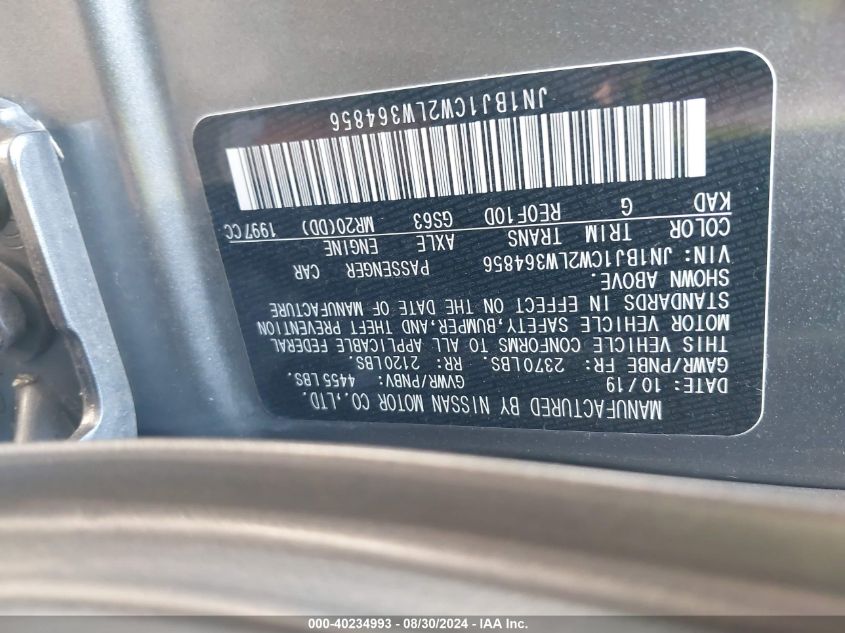 MANUFACTURED BY NISSAN MOTOR CO.,LTD.
DATE: 10/19 GVWR/PNBV: 4455 LBS.
GAWR/PNBE FR: 2370LBS. RR: 2120LBS.
THIS VEHICLE CONFORMS TO ALL APPLICABLE FEDERAL
MOTOR VEHICLE SAFETY,BUMPER,AND THEFT PREVENTION
STANDARDS IN EFFECT ON THE DATE OF MANUFACTURE
SHOWN ABOVE.
VIN: JN1BJ1CW2LW364856 PASSENGER CAR
COLOR TRIM TRANS AXLE ENGINE
KAD G RE0F10D GS63 MR20(DD) 1997CC
JN1BJ1CW2LW364856
000-40234993 - 08/30/2024 - IAA Inc.